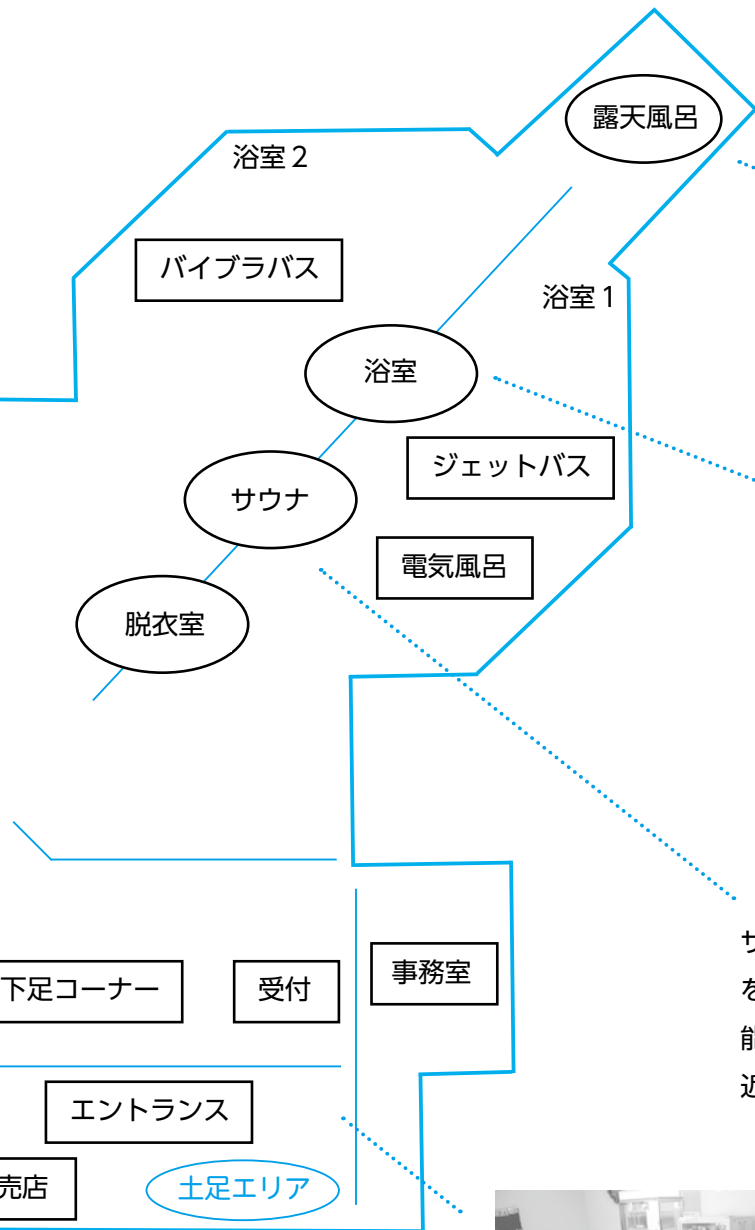 露天風呂
浴室2
バイブラバス
浴室1
浴室
ジェットバス
サウナ
電気風呂
脱衣室
下足コーナー
受付
事務室
を
能
近
エントランス
売店
土足エリア